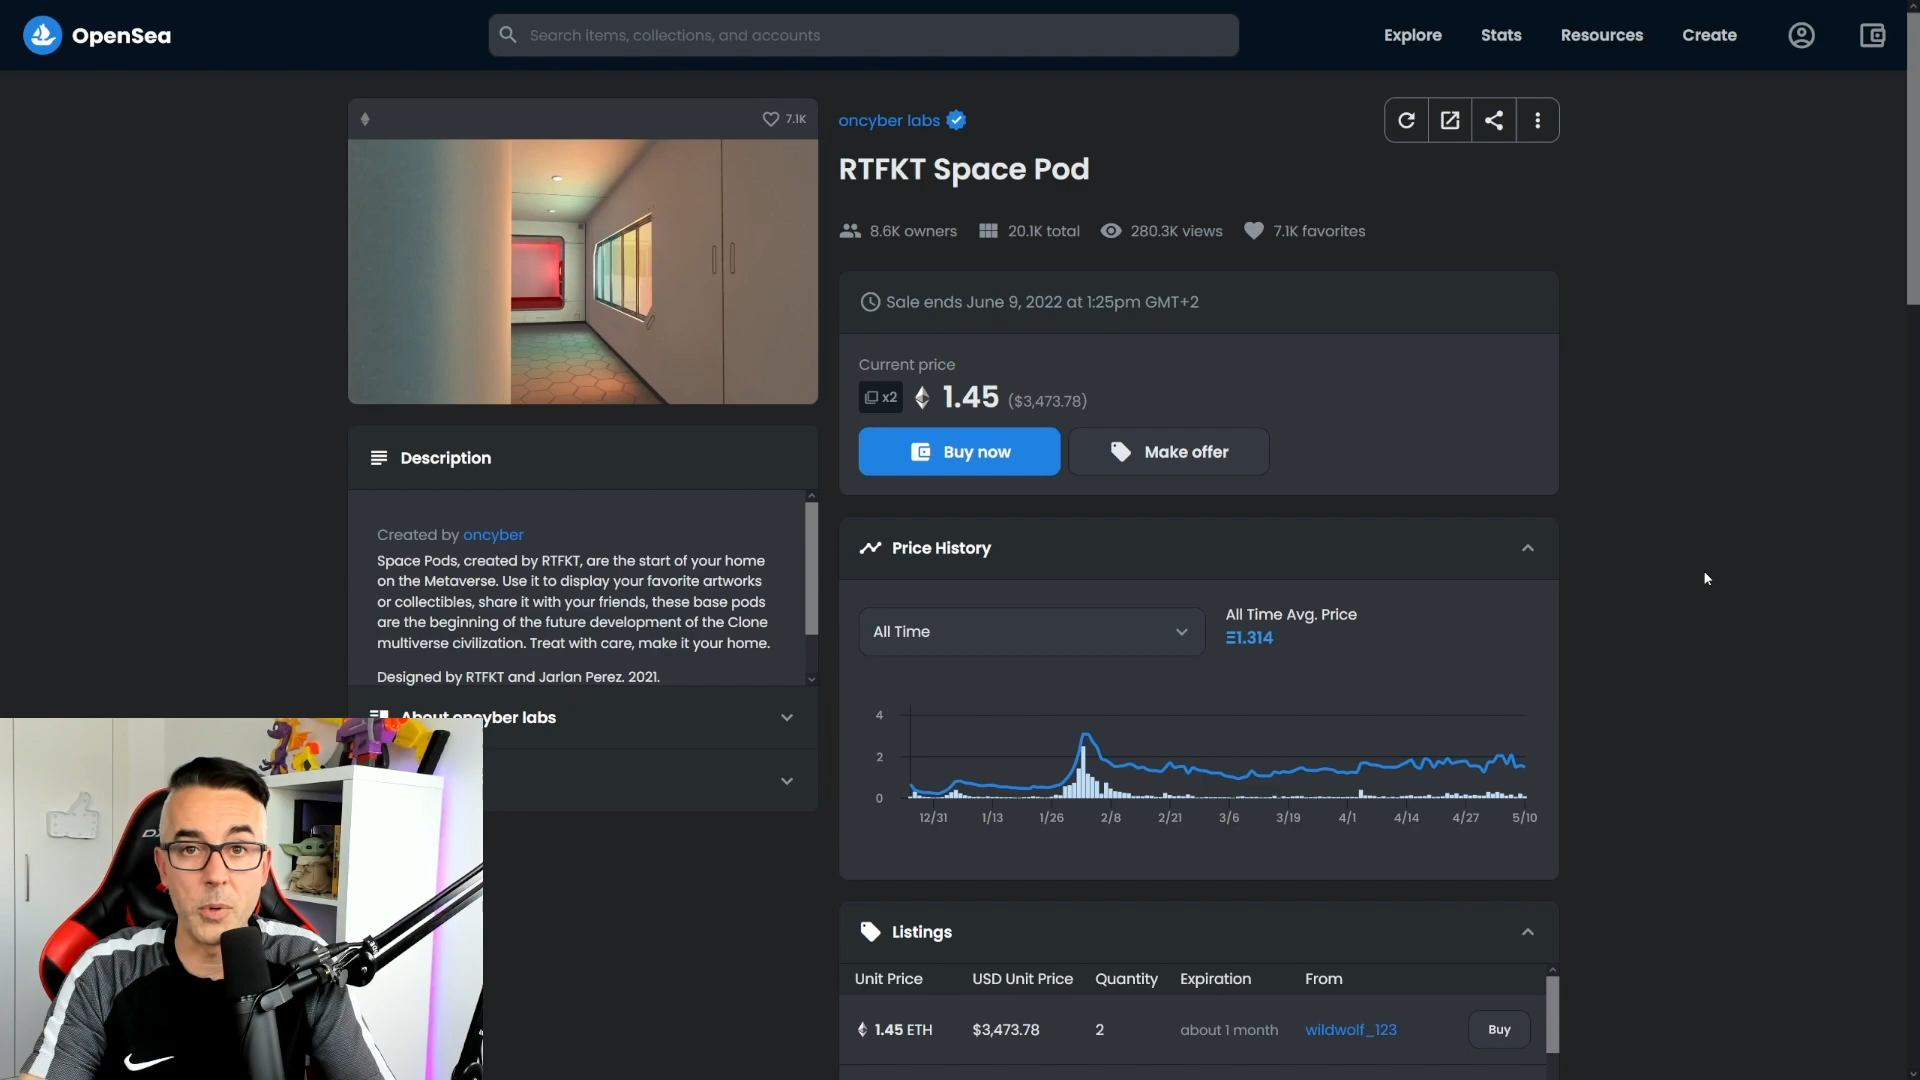 OpenSea
Search items, collections, and accounts
Explore
Stats
Resources
Create
7.1K
oncyber labs
RTFKT Space Pod
8.6K owners
20.1K total
280.3K views
7.1K favorites
Sale ends June 9, 2022 at 1:25pm GMT+2
Current price
x2
1.45 ($3,473.78)
Buy now
Make offer
Description
Created by oncyber
Space Pods, created by RTFKT, are the start of your home
on the Metaverse. Use it to display your favorite artworks
or collectibles, share it with your friends, these base pods
are the beginning of the future development of the Clone
multiverse civilization. Treat with care, make it your home.
Designed by RTFKT and Jarlan Perez. 2021.
About oncyber labs
Price History
All Time
All Time Avg. Price
Ξ1.314
4
2
0
12/31
1/13
1/26
2/8
2/21
3/6
3/19
4/1
4/14
4/27
5/10
Listings
Unit Price
USD Unit Price
Quantity
Expiration
From
1.45 ETH
$3,473.78
2
about 1 month
wildwolf_123
Buy